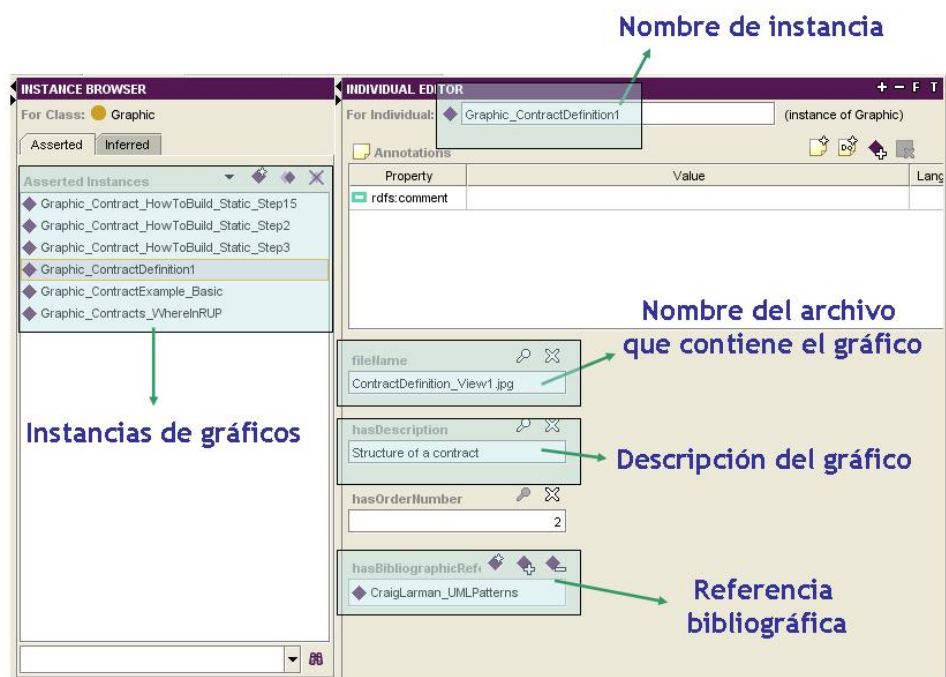 Nombre de instancia
INSTANCE BROWSER
For Class: Graphic
Asserted Inferred
Asserted Instances
Graphic_Contract_HowToBuild_Static_Step15
Graphic_Contract_HowToBuild_Static_Step2
Graphic_Contract_HowToBuild_Static_Step3
Graphic_ContractDefinition1
Graphic_ContractExample_Basic
Graphic_Contracts_WhereInRUP
Instancias de gráficos
INDIVIDUAL EDITOR + - F T
For Individual: Graphic_ContractDefinition1 (instance of Graphic)
Annotations
Property Value Lang
rdfs:comment
Nombre del archivo
que contiene el gráfico
fileName
ContractDefinition_View1.jpg
hasDescription
Structure of a contract
Descripción del gráfico
hasOrderNumber
2
hasBibliographicRefe
CraigLarman_UMLPatterns
Referencia
bibliográfica